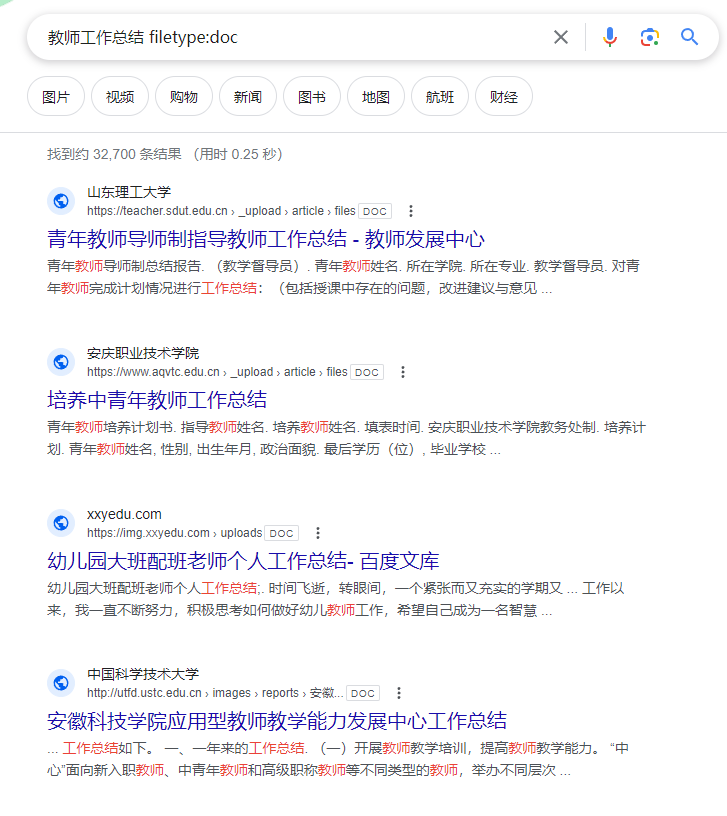 教师工作总结 filetype:doc
图片 视频 购物 新闻 图书 地图 航班 财经
找到约 32,700 条结果 （用时 0.25 秒）
山东理工大学
https://teacher.sdut.edu.cn › _upload › article › files DOC
青年教师导师制指导教师工作总结 - 教师发展中心
青年教师导师制总结报告. （教学督导员）. 青年教师姓名. 所在学院. 所在专业. 教学督导员. 对青
年教师完成计划情况进行工作总结：（包括授课中存在的问题，改进建议与意见 ...
安庆职业技术学院
https://www.aqvtc.edu.cn › _upload › article › files DOC
培养中青年教师工作总结
青年教师培养计划书. 指导教师姓名. 培养教师姓名. 填表时间. 安庆职业技术学院教务处制. 培养计
划. 青年教师姓名, 性别, 出生年月, 政治面貌. 最后学历（位）, 毕业学校 ...
xxyedu.com
https://img.xxyedu.com › uploads DOC
幼儿园大班配班老师个人工作总结- 百度文库
幼儿园大班配班老师个人工作总结;. 时间飞逝，转眼间，一个紧张而又充实的学期又 ... 工作以
来，我一直不断努力，积极思考如何做好幼儿教师工作，希望自己成为一名智慧 ...
中国科学技术大学
http://utfd.ustc.edu.cn › images › reports › 安徽... DOC
安徽科技学院应用型教师教学能力发展中心工作总结
... 工作总结如下。 一、一年来的工作总结. （一）开展教师教学培训，提高教师教学能力。 “中
心”面向新入职教师、中青年教师和高级职称教师等不同类型的教师，举办不同层次 ...